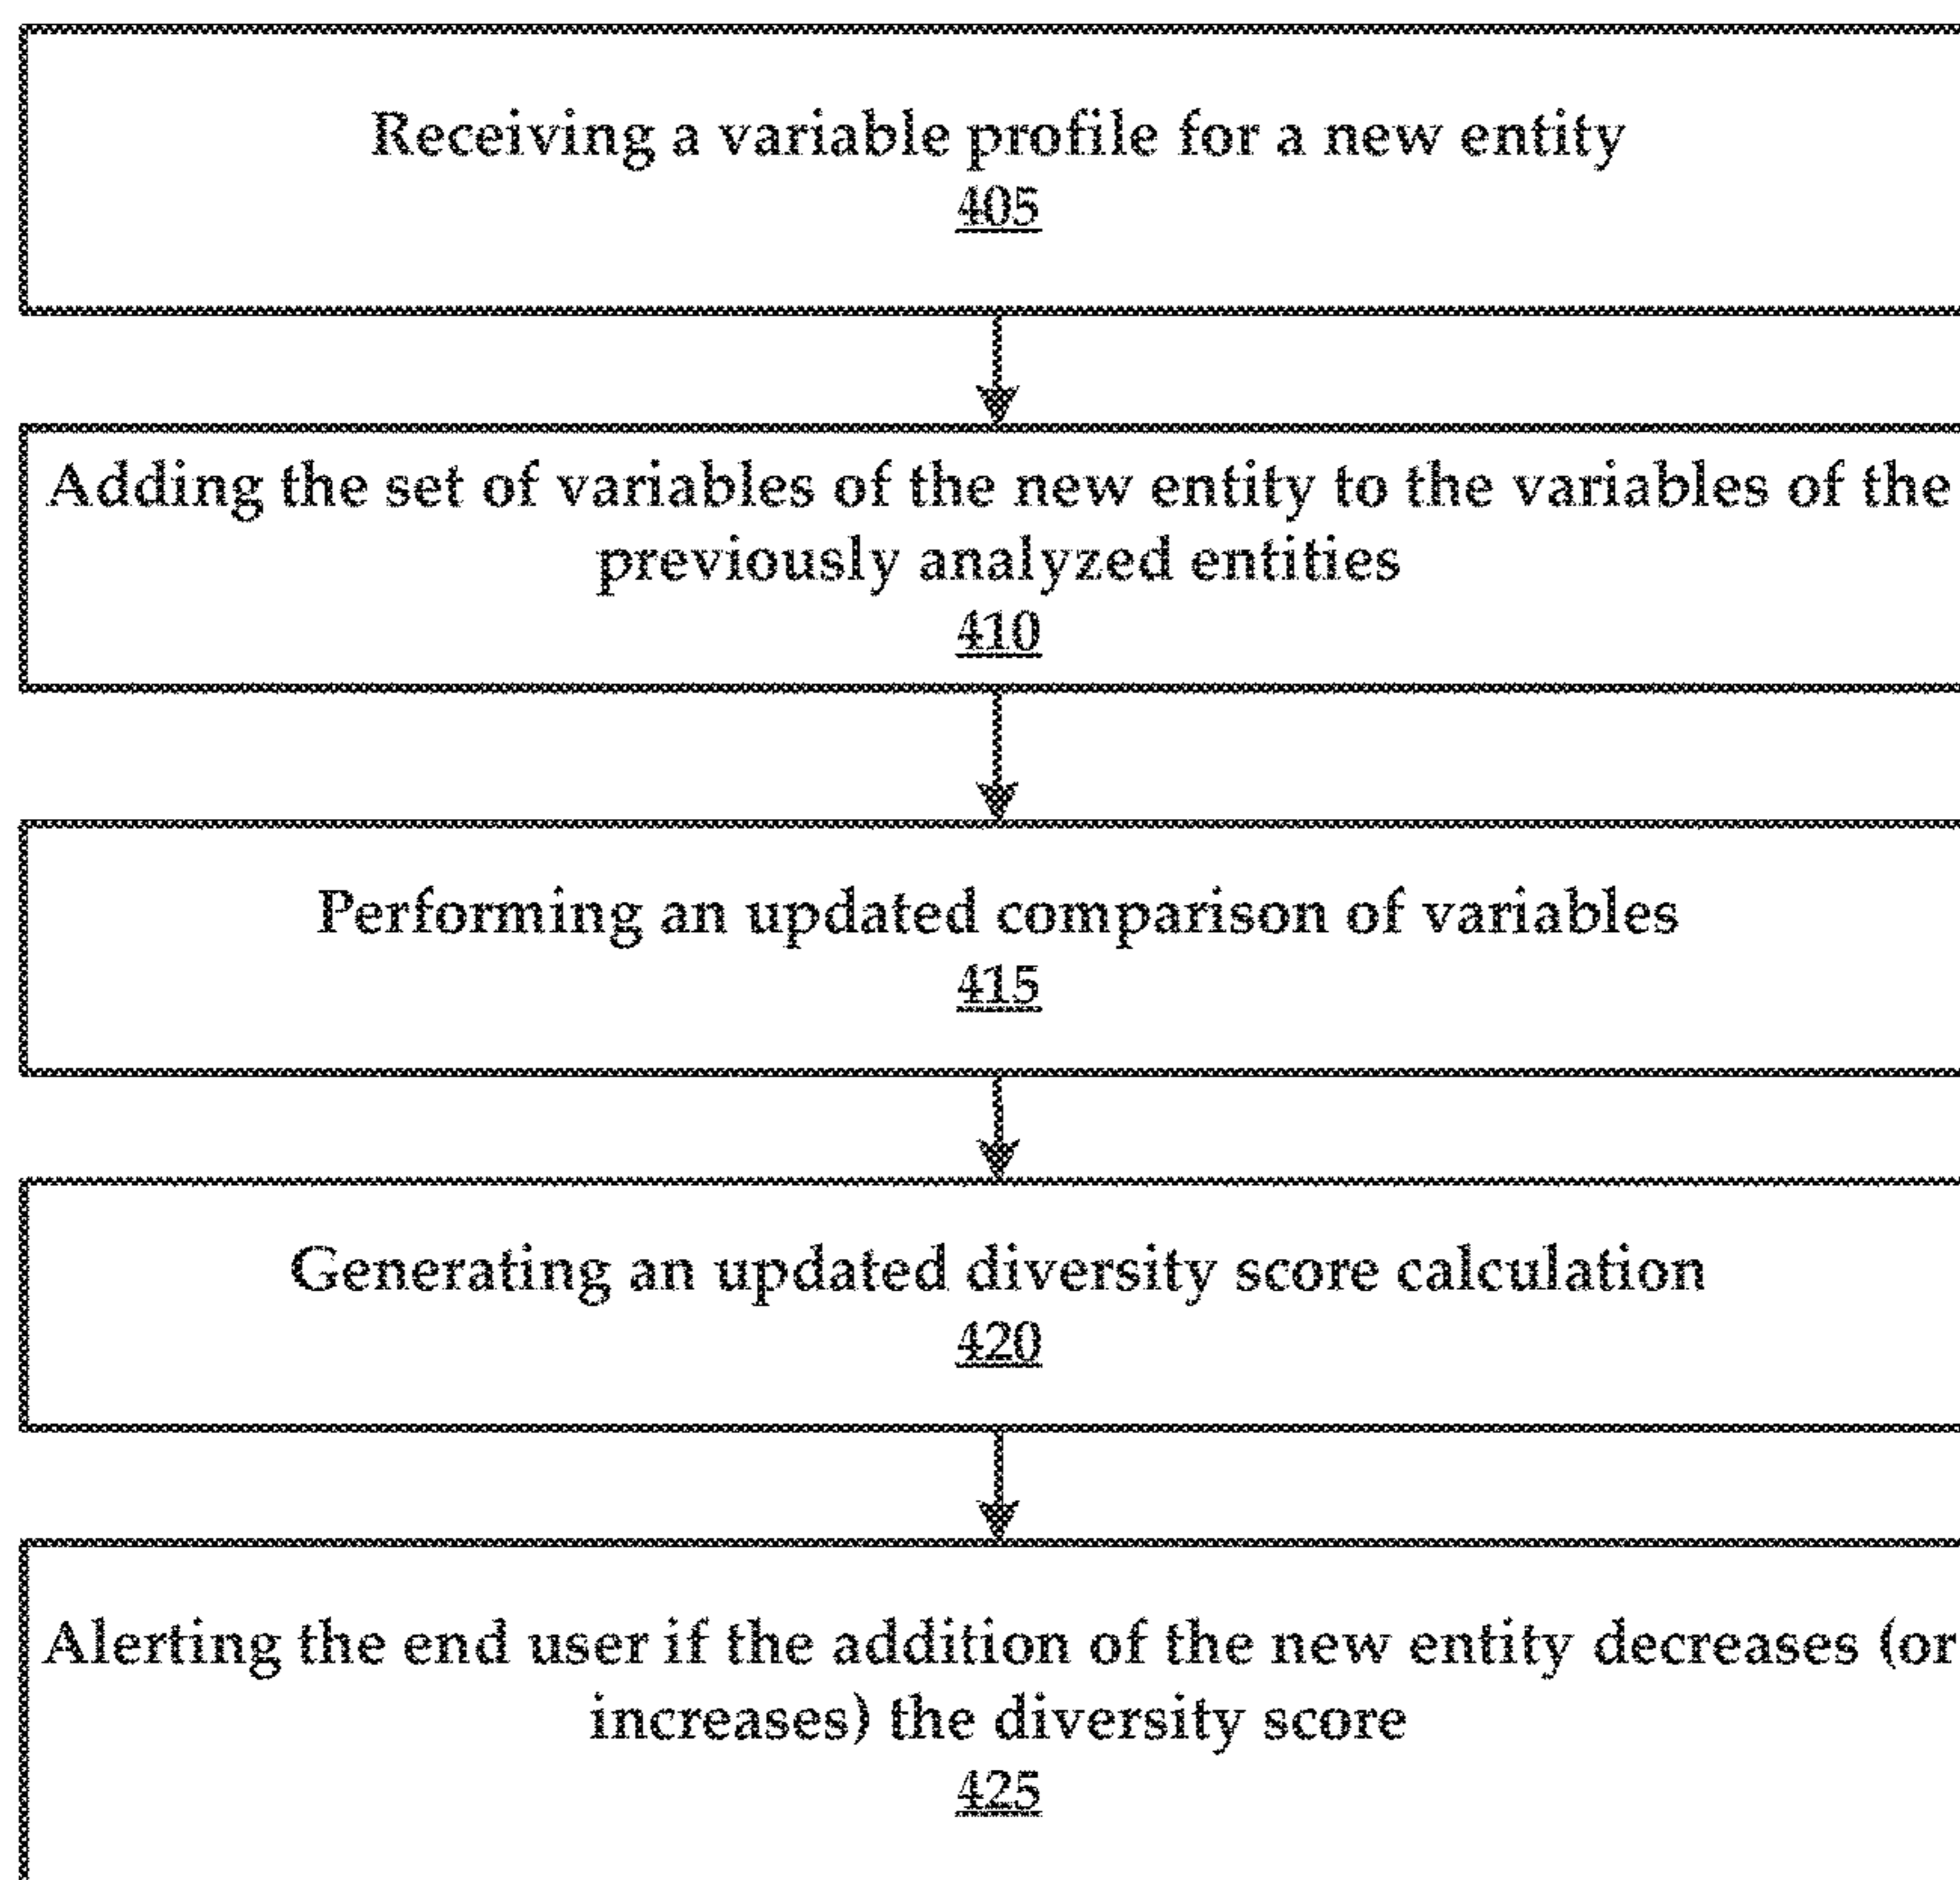 Receiving a variable profile for a new entity
405
Adding the set of variables of the new entity to the variables of the
previously analyzed entities
410
Performing an updated comparison of variables
415
Generating an updated diversity score calculation
420
Alerting the end user if the addition of the new entity decreases (or
increases) the diversity score
425